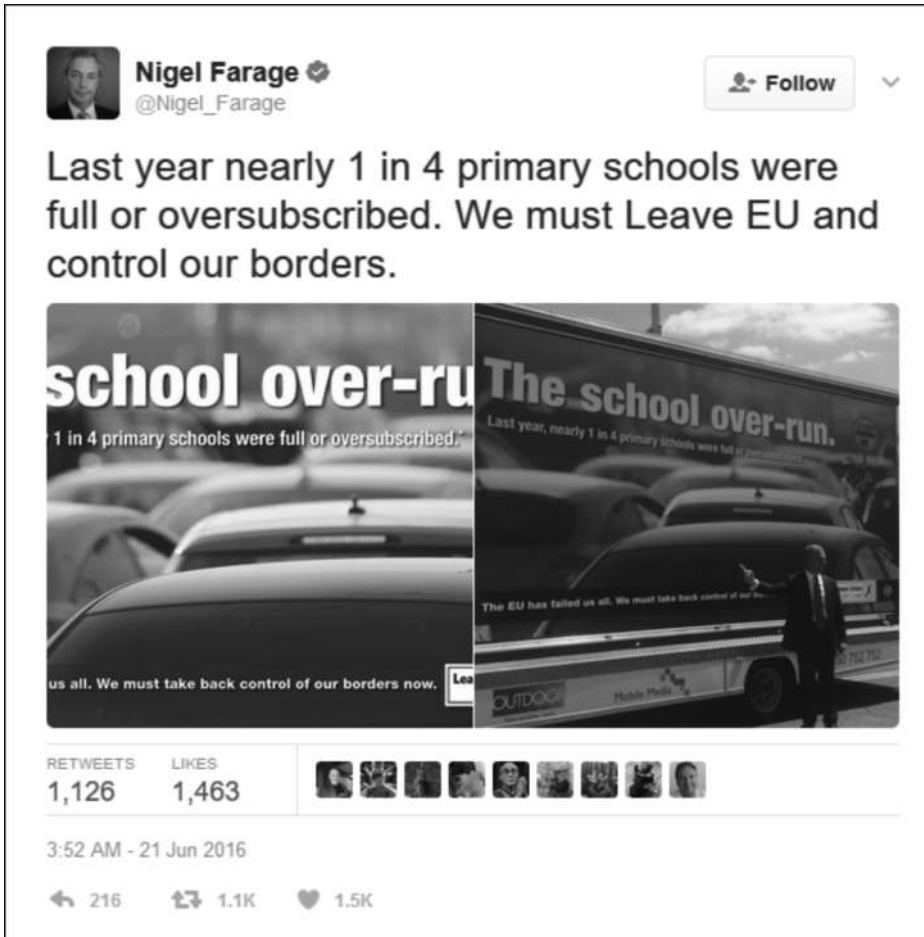 Nigel Farage
@Nigel_Farage
Follow
Last year nearly 1 in 4 primary schools were
full or oversubscribed. We must Leave EU and
control our borders.
school over-ru
1 in 4 primary schools were full or oversubscribed.*
us all. We must take back control of our borders now.
Lea
The school over-run.
Last year, nearly 1 in 4 primary schools were full or
The EU has failed us all. We must take back control of our
OUTDOOR
Mobile Media
752 752
RETWEETS LIKES
1,126 1,463
3:52 AM - 21 Jun 2016
216 1.1K 1.5K